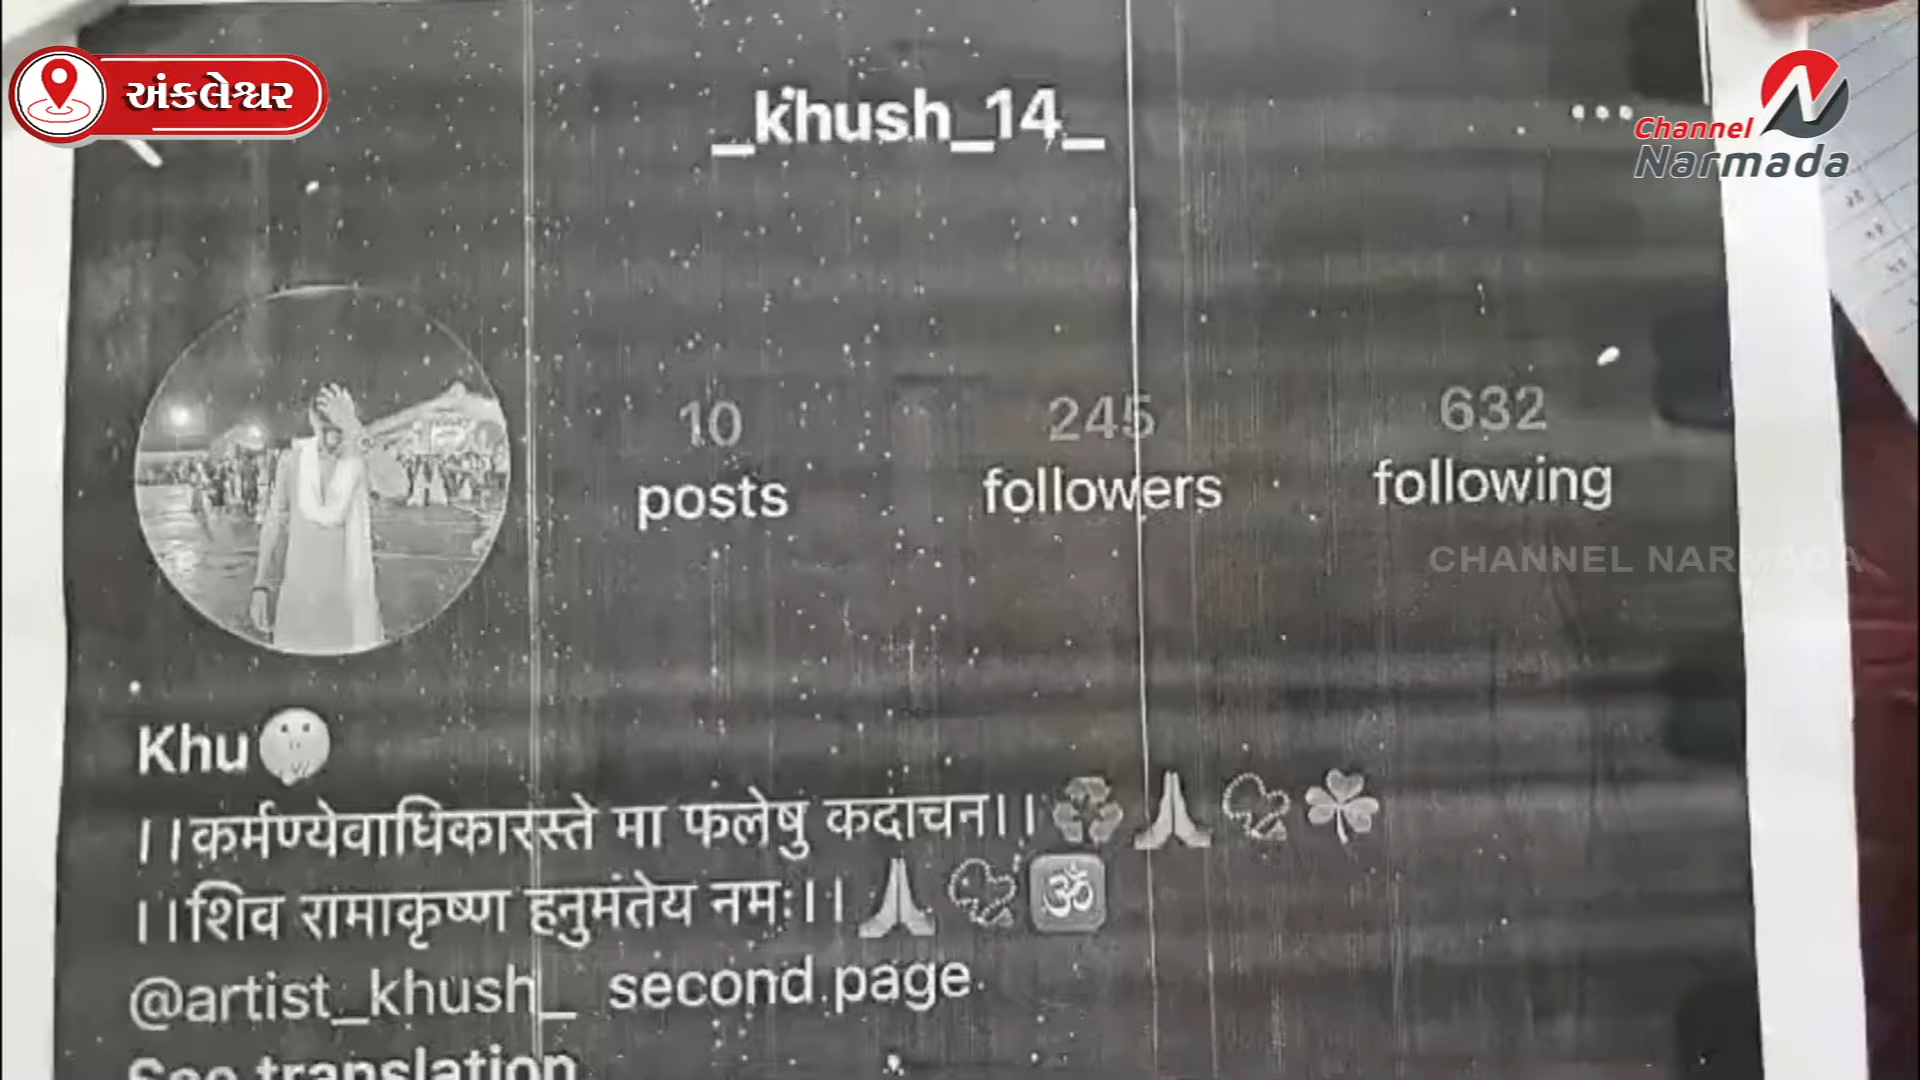 અંકલેશ્વર
_khush_14_
Channel
Narmada
10 245 632
posts followers following
CHANNEL NARMADA
Khu
।।कर्मण्येवाधिकारस्ते मा फलेषु कदाचन।।
।।शिव रामाकृष्ण हनुमंतेय नमः।। ॐ
@artist_khush_ second.page.
See translation